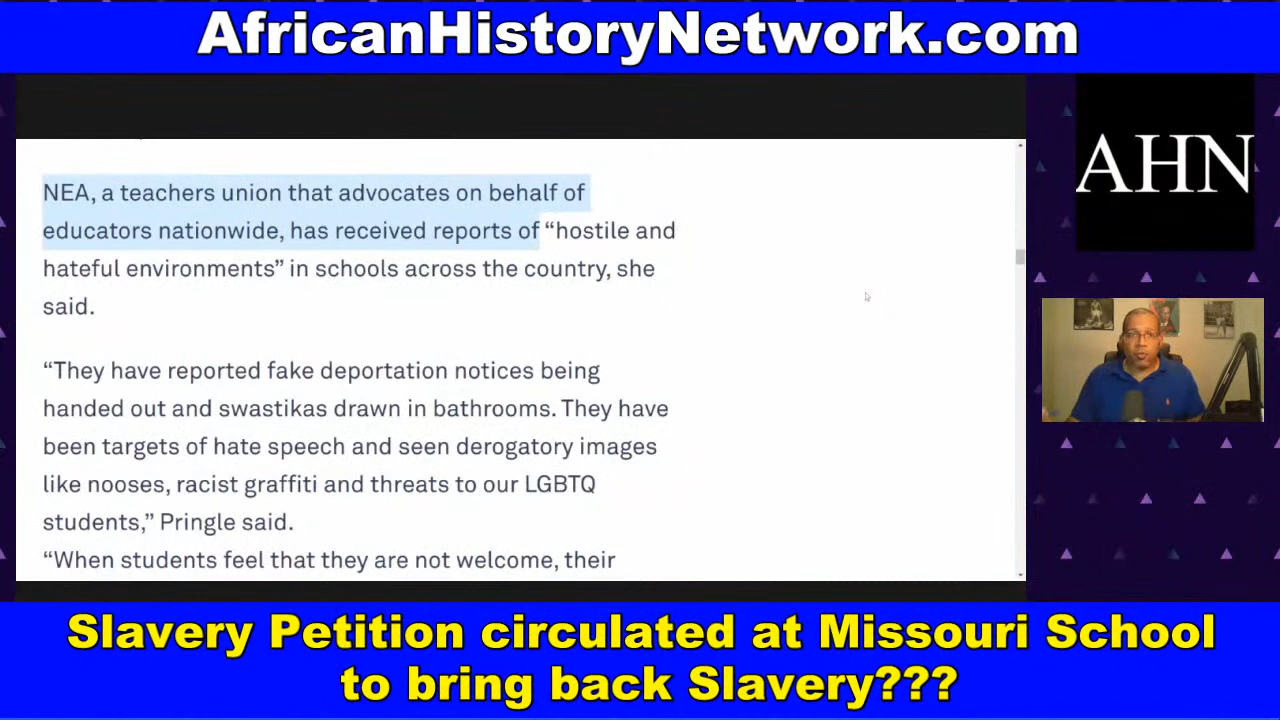 AfricanHistoryNetwork.com
AHN
NEA, a teachers union that advocates on behalf of
educators nationwide, has received reports of “hostile and
hateful environments” in schools across the country, she
said.
“They have reported fake deportation notices being
handed out and swastikas drawn in bathrooms. They have
been targets of hate speech and seen derogatory images
like nooses, racist graffiti and threats to our LGBTQ
students,” Pringle said.
“When students feel that they are not welcome, their
Slavery Petition circulated at Missouri School
to bring back Slavery???